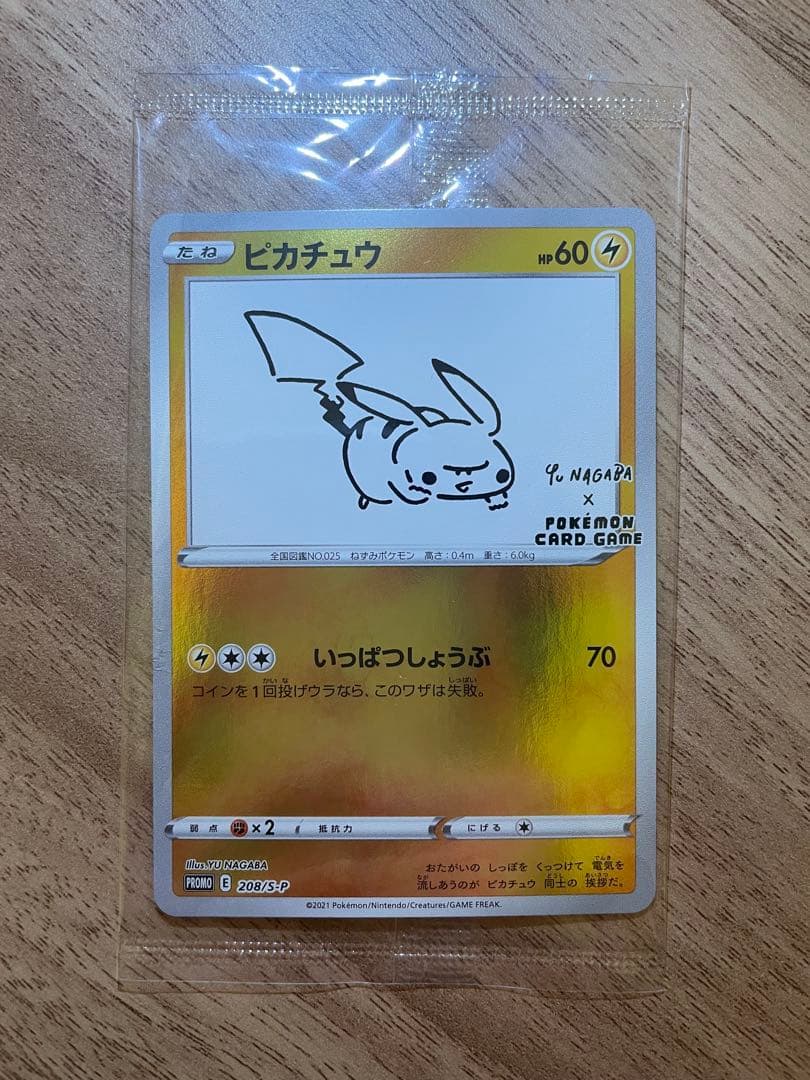 たね ピカチュウ HP60
Yu NAGABA
×
POKÉMON
CARD GAME
全国図鑑NO.025 ねずみポケモン 高さ:0.4m 重さ:6.0kg
いっぱつしょうぶ 70
コインを1回投げウラなら、このワザは失敗。
弱点 ×2 抵抗力 にげる
Illus. YU NAGABA
PROMO E 208/S-P
おたがいの しっぽを くっつけて 電気を
流しあうのが ピカチュウ 同士の 挨拶だ。
©2021 Pokémon/Nintendo/Creatures/GAME FREAK.